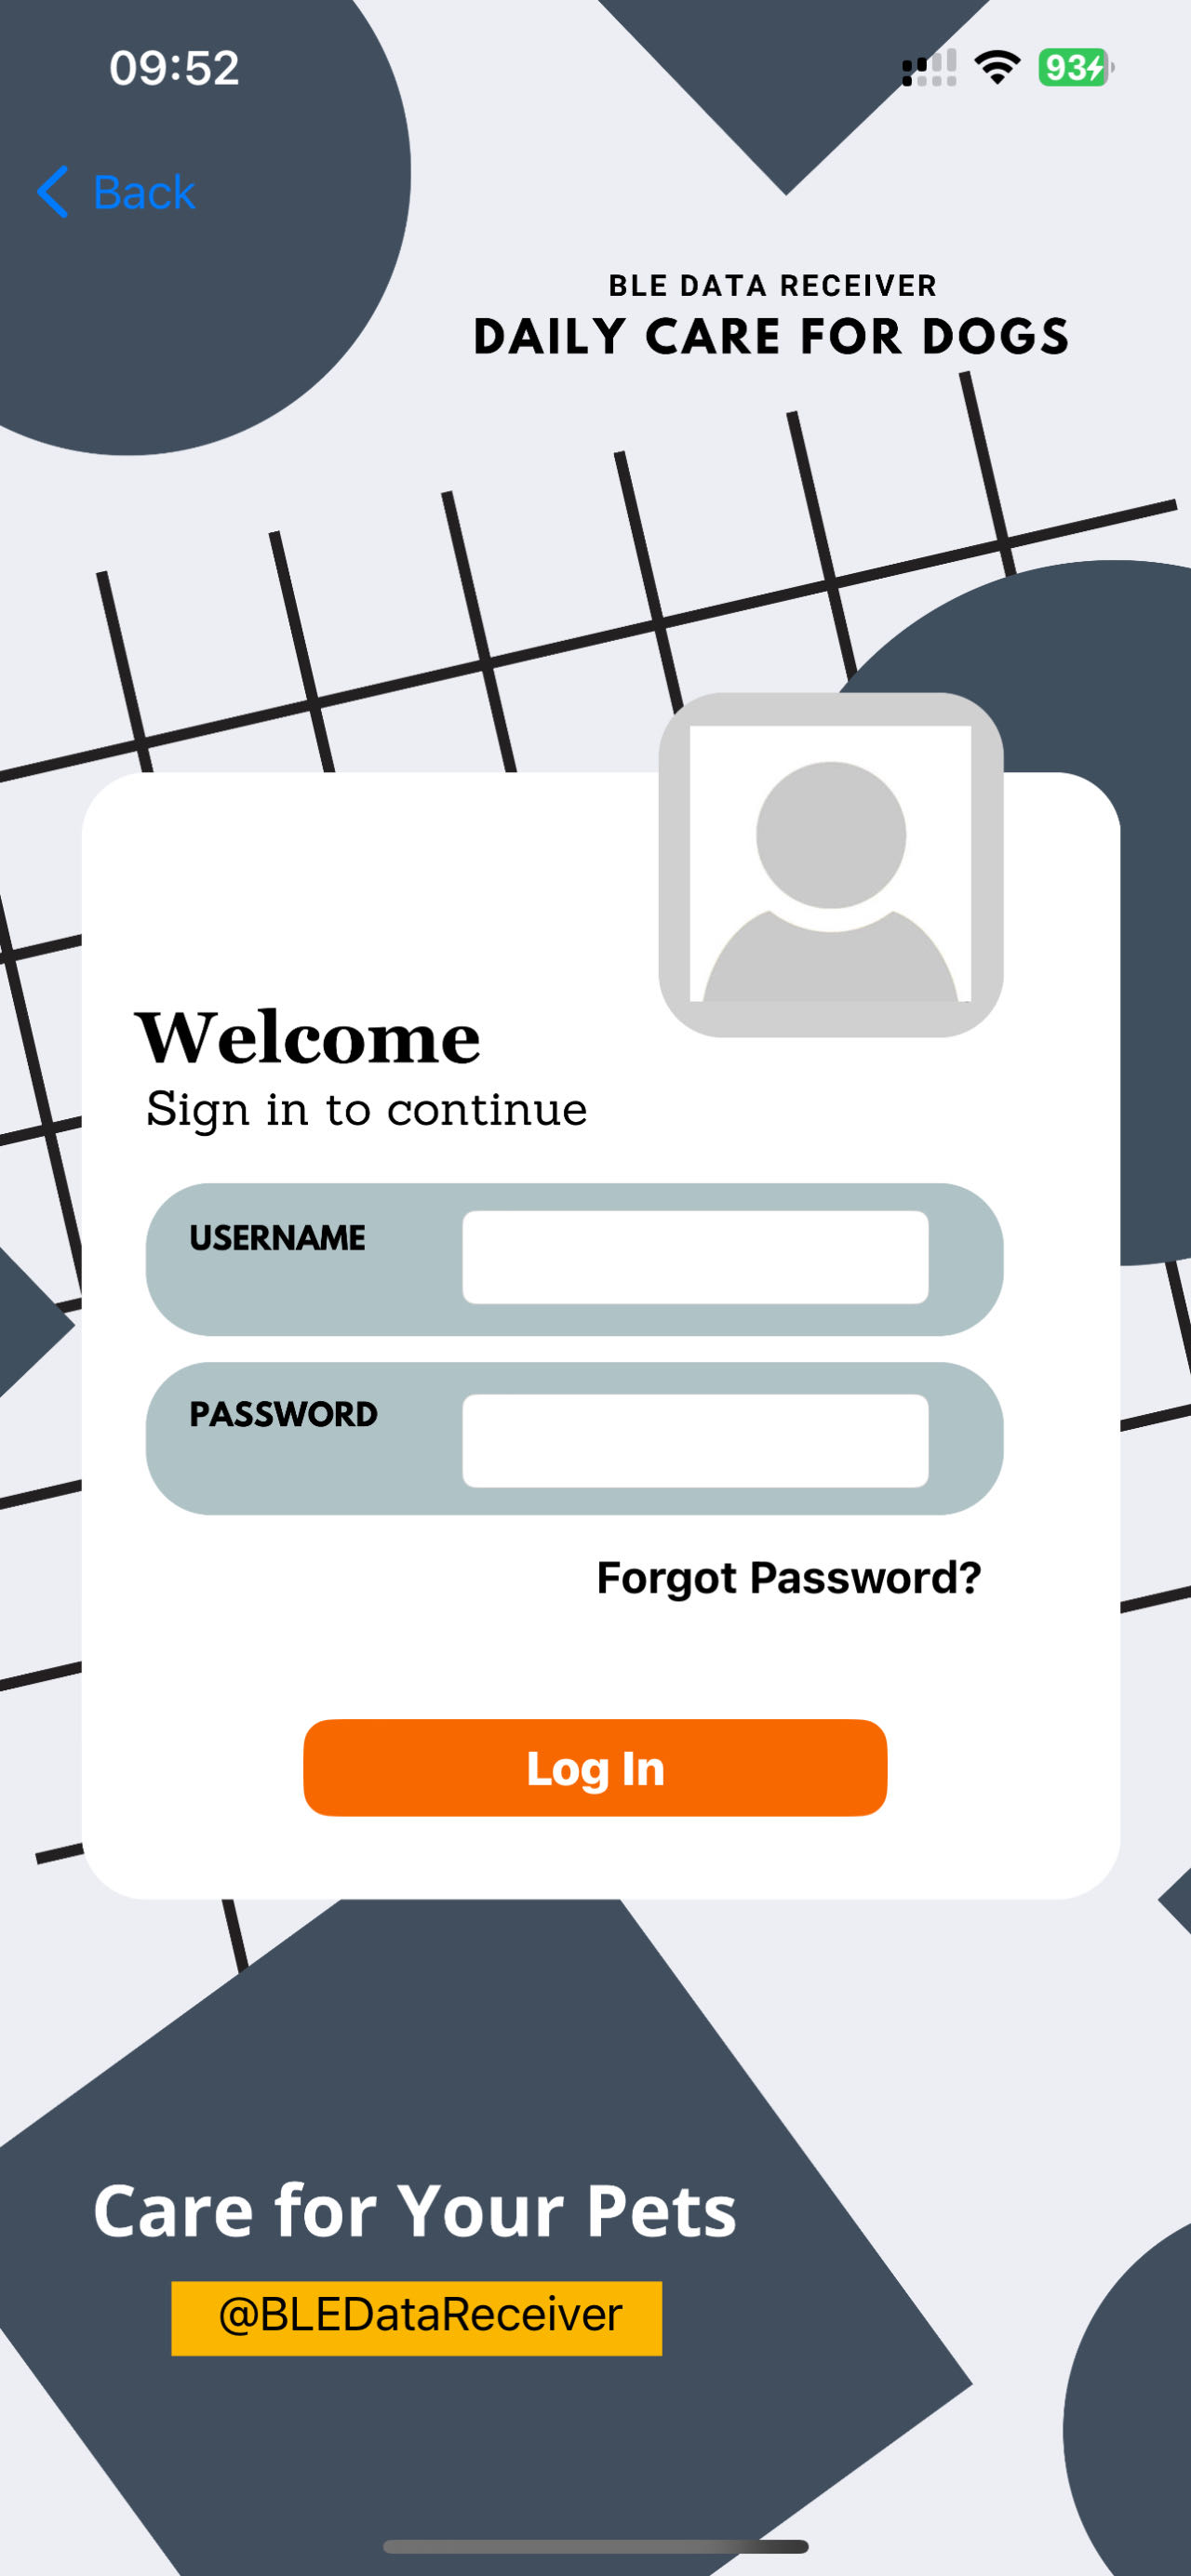 09:52
93
Back
BLE DATA RECEIVER
DAILY CARE FOR DOGS
Welcome
Sign in to continue
USERNAME
PASSWORD
Forgot Password?
Log In
Care for Your Pets
@BLEDataReceiver